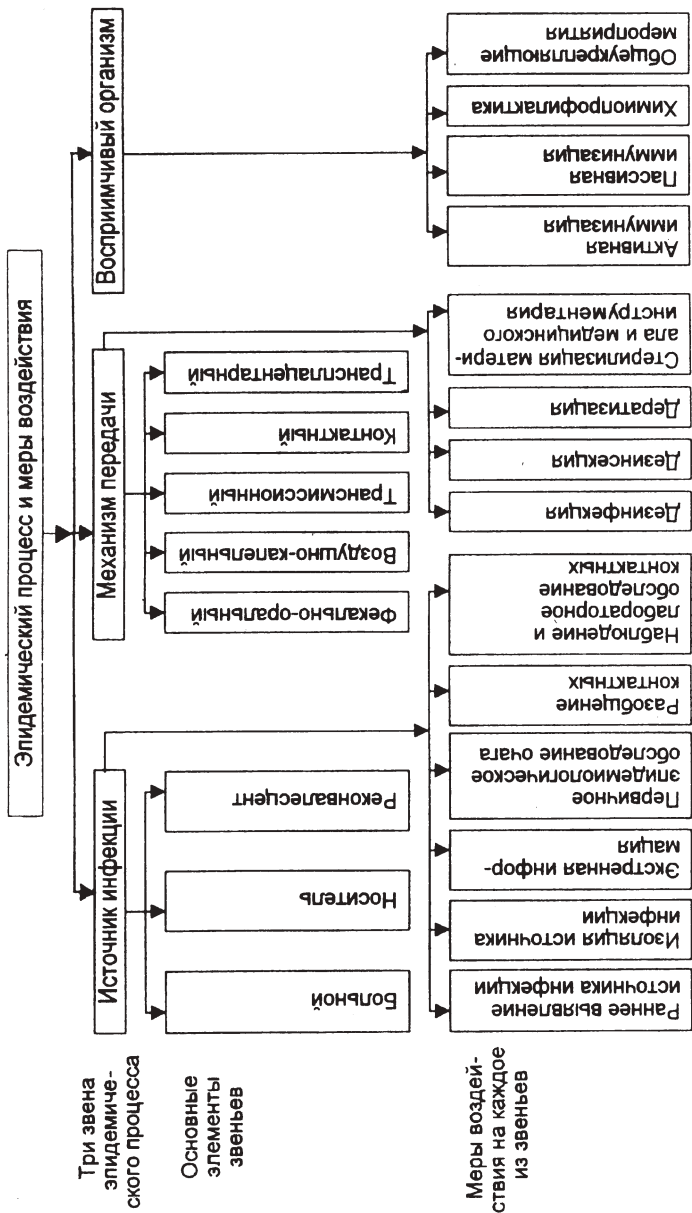 Эпидемический процесс и меры воздействия
Три звена
эпидемиче-
ского процесса
Источник инфекции
Механизм передачи
Восприимчивый организм
Основные
элементы
звеньев
Больной
Носитель
Реконвалесцент
Фекально-оральный
Воздушно-капельный
Трансмиссионный
Контактный
Трансплацентарный
Меры воздей-
ствия на каждое
из звеньев
Раннее выявление
источника инфекции
Изоляция источника
инфекции
Экстренная инфор-
мация
Первичное
эпидемиологическое
обследование очага
Разобщение
контактных
Наблюдение и
лабораторное
обследование
контактных
Дезинфекция
Дезинсекция
Дератизация
Стерилизация матери-
ала и медицинского
инструментария
Активная
иммунизация
Пассивная
иммунизация
Химиопрофилактика
Общеукрепляющие
мероприятия